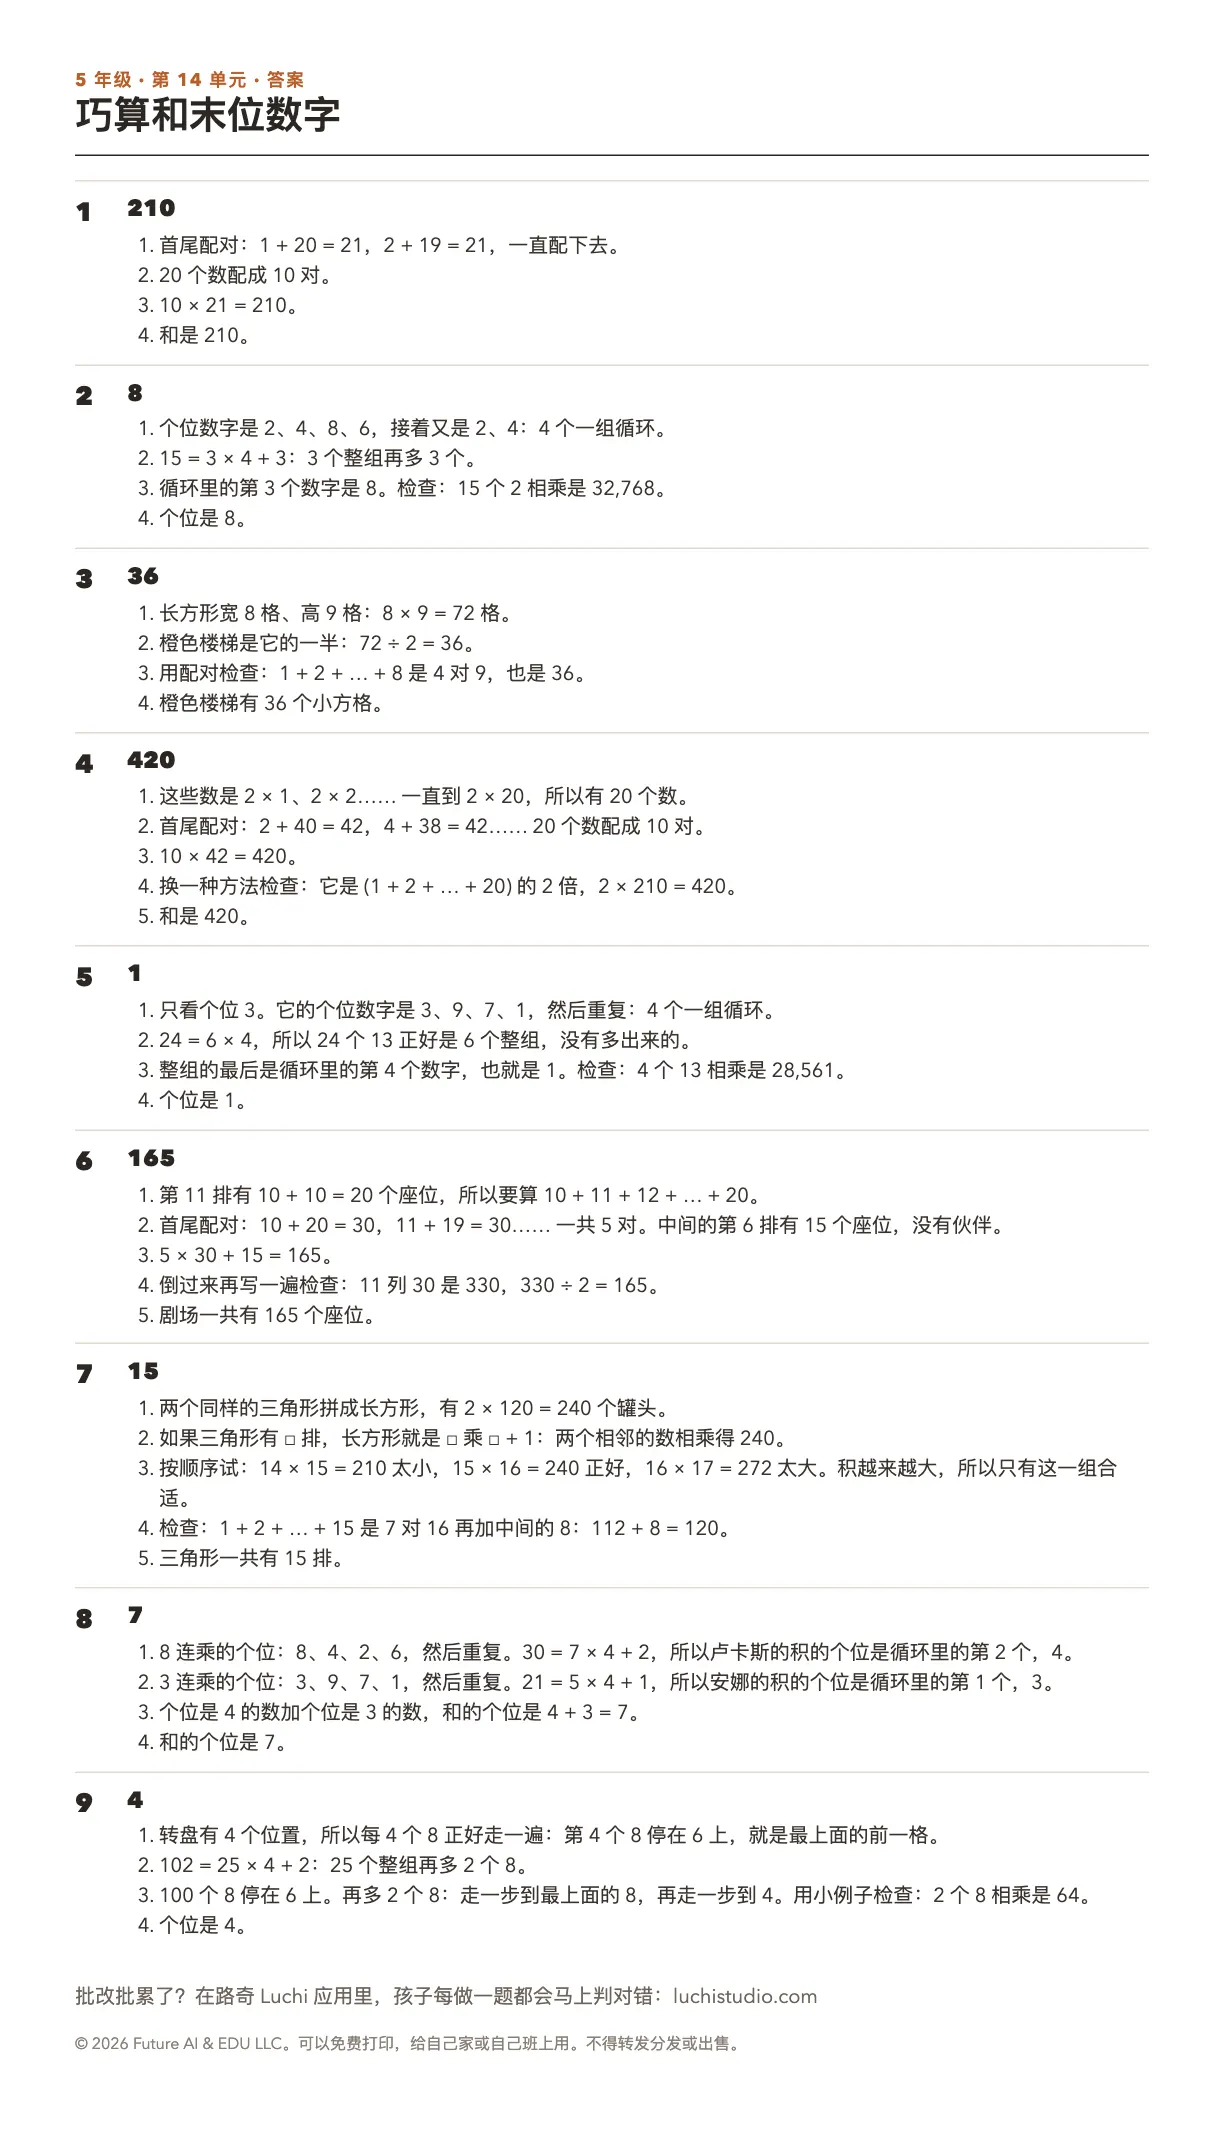 5 年级 · 第 14 单元 · 答案
巧算和末位数字
1 210
1. 首尾配对：1 + 20 = 21，2 + 19 = 21，一直配下去。
2. 20 个数配成 10 对。
3. 10 × 21 = 210。
4. 和是 210。
2 8
1. 个位数字是 2、4、8、6，接着又是 2、4：4 个一组循环。
2. 15 = 3 × 4 + 3：3 个整组再多 3 个。
3. 循环里的第 3 个数字是 8。检查：15 个 2 相乘是 32,768。
4. 个位是 8。
3 36
1. 长方形宽 8 格、高 9 格：8 × 9 = 72 格。
2. 橙色楼梯是它的一半：72 ÷ 2 = 36。
3. 用配对检查：1 + 2 + … + 8 是 4 对 9，也是 36。
4. 橙色楼梯有 36 个小方格。
4 420
1. 这些数是 2 × 1、2 × 2…… 一直到 2 × 20，所以有 20 个数。
2. 首尾配对：2 + 40 = 42，4 + 38 = 42…… 20 个数配成 10 对。
3. 10 × 42 = 420。
4. 换一种方法检查：它是 (1 + 2 + … + 20) 的 2 倍，2 × 210 = 420。
5. 和是 420。
5 1
1. 只看个位 3。它的个位数字是 3、9、7、1，然后重复：4 个一组循环。
2. 24 = 6 × 4，所以 24 个 13 正好是 6 个整组，没有多出来的。
3. 整组的最后是循环里的第 4 个数字，也就是 1。检查：4 个 13 相乘是 28,561。
4. 个位是 1。
6 165
1. 第 11 排有 10 + 10 = 20 个座位，所以要算 10 + 11 + 12 + … + 20。
2. 首尾配对：10 + 20 = 30，11 + 19 = 30…… 一共 5 对。中间的第 6 排有 15 个座位，没有伙伴。
3. 5 × 30 + 15 = 165。
4. 倒过来再写一遍检查：11 列 30 是 330，330 ÷ 2 = 165。
5. 剧场一共有 165 个座位。
7 15
1. 两个同样的三角形拼成长方形，有 2 × 120 = 240 个罐头。
2. 如果三角形有 □ 排，长方形就是 □ 乘 □ + 1：两个相邻的数相乘得 240。
3. 按顺序试：14 × 15 = 210 太小，15 × 16 = 240 正好，16 × 17 = 272 太大。积越来越大，所以只有这一组合
适。
4. 检查：1 + 2 + … + 15 是 7 对 16 再加中间的 8：112 + 8 = 120。
5. 三角形一共有 15 排。
8 7
1. 8 连乘的个位：8、4、2、6，然后重复。30 = 7 × 4 + 2，所以卢卡斯的积的个位是循环里的第 2 个，4。
2. 3 连乘的个位：3、9、7、1，然后重复。21 = 5 × 4 + 1，所以安娜的积的个位是循环里的第 1 个，3。
3. 个位是 4 的数加个位是 3 的数，和的个位是 4 + 3 = 7。
4. 和的个位是 7。
9 4
1. 转盘有 4 个位置，所以每 4 个 8 正好走一遍：第 4 个 8 停在 6 上，就是最上面的前一格。
2. 102 = 25 × 4 + 2：25 个整组再多 2 个 8。
3. 100 个 8 停在 6 上。再多 2 个 8：走一步到最上面的 8，再走一步到 4。用小例子检查：2 个 8 相乘是 64。
4. 个位是 4。
批改批累了？在路奇 Luchi 应用里，孩子每做一题都会马上判对错：luchistudio.com
© 2026 Future AI & EDU LLC。可以免费打印，给自己家或自己班上用。不得转发分发或出售。